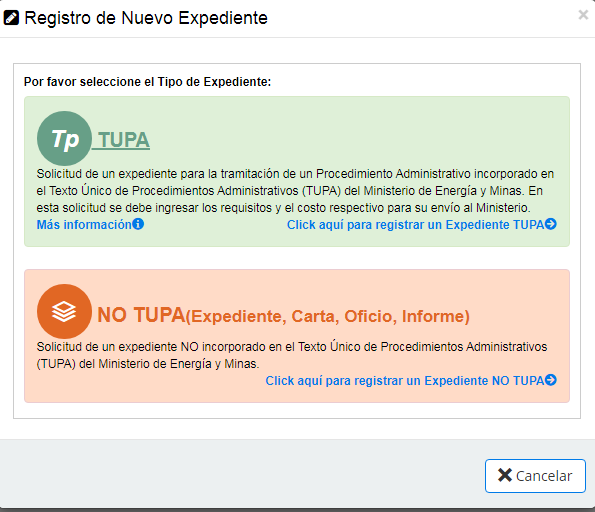 Registro de Nuevo Expediente
×
Por favor seleccione el Tipo de Expediente:
Tp TUPA
Solicitud de un expediente para la tramitación de un Procedimiento Administrativo incorporado en
el Texto Único de Procedimientos Administrativos (TUPA) del Ministerio de Energía y Minas. En
esta solicitud se debe ingresar los requisitos y el costo respectivo para su envío al Ministerio.
Más información Click aquí para registrar un Expediente TUPA
NO TUPA(Expediente, Carta, Oficio, Informe)
Solicitud de un expediente NO incorporado en el Texto Único de Procedimientos Administrativos
(TUPA) del Ministerio de Energía y Minas.
Click aquí para registrar un Expediente NO TUPA
Cancelar